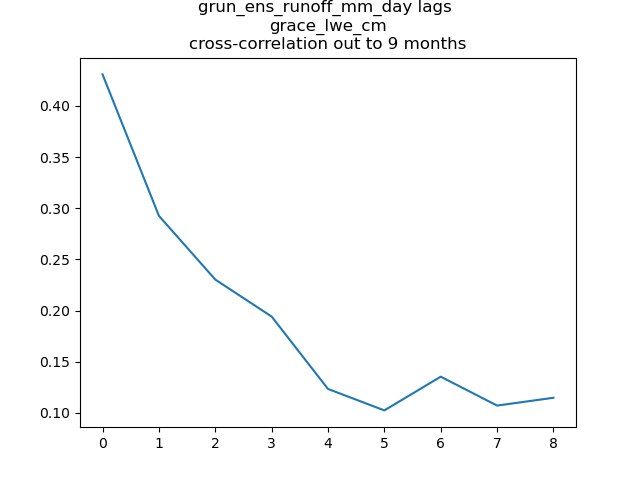 grun_ens_runoff_mm_day lags
grace_lwe_cm
cross-correlation out to 9 months
0.40
0.35
0.30
0.25
0.20
0.15
0.10
0 1 2 3 4 5 6 7 8